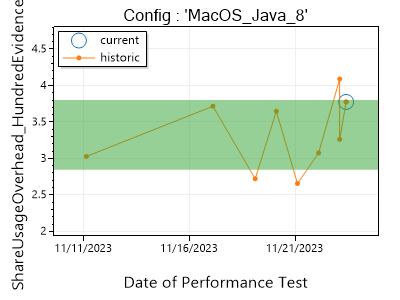 Config : 'MacOS_Java_8'
ShareUsageOverhead_HundredEvidence
current
historic
4.5
4
3.5
3
2.5
2
11/11/2023
11/16/2023
11/21/2023
Date of Performance Test